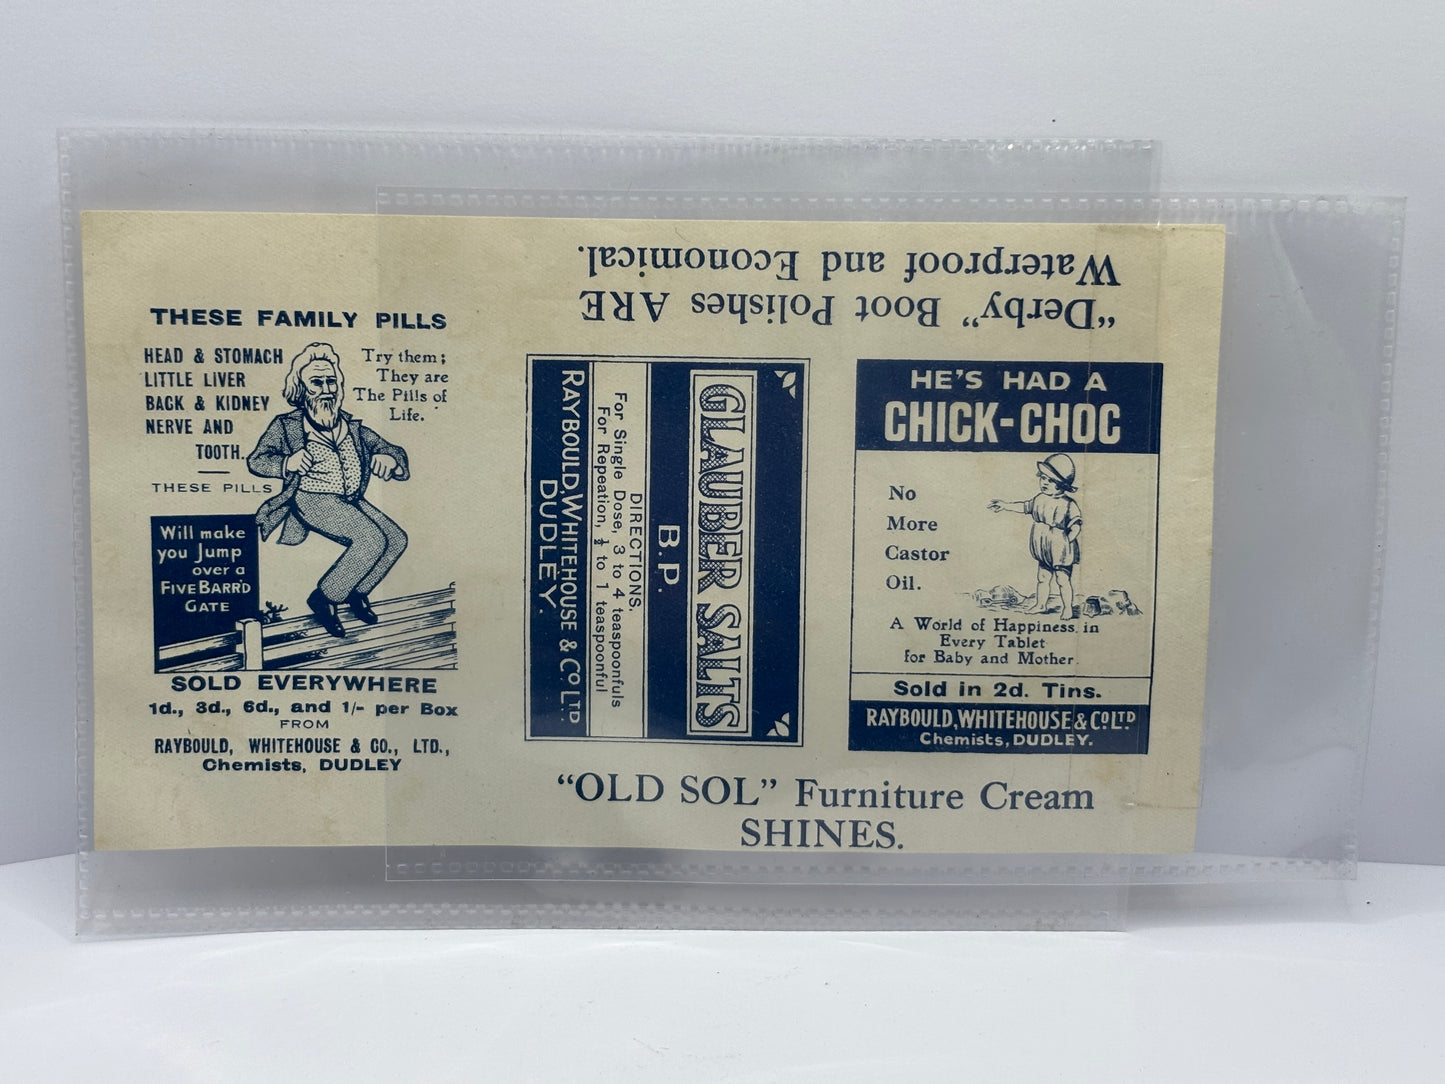 THESE FAMILY PILLS
HEAD & STOMACH
LITTLE LIVER
BACK & KIDNEY
NERVE AND
TOOTH.
Try them;
They are
The Pills of
Life.
THESE PILLS
Will make
you Jump
over a
FIVE BARR'D
GATE
SOLD EVERYWHERE
1d., 3d., 6d., and 1/- per Box
FROM
RAYBOULD, WHITEHOUSE & CO., LTD.,
Chemists, DUDLEY
"Derby" Boot Polishes ARE
Waterproof and Economical.
GLAUBER SALTS
B.P.
DIRECTIONS.
For Single Dose, 3 to 4 teaspoonfuls
For Repeation, ½ to 1 teaspoonful
RAYBOULD, WHITEHOUSE & CO. LTD.
DUDLEY.
HE'S HAD A
CHICK-CHOC
No
More
Castor
Oil.
A World of Happiness in
Every Tablet
for Baby and Mother.
Sold in 2d. Tins.
RAYBOULD, WHITEHOUSE & CO. LTD.
Chemists, DUDLEY.
"OLD SOL" Furniture Cream
SHINES.